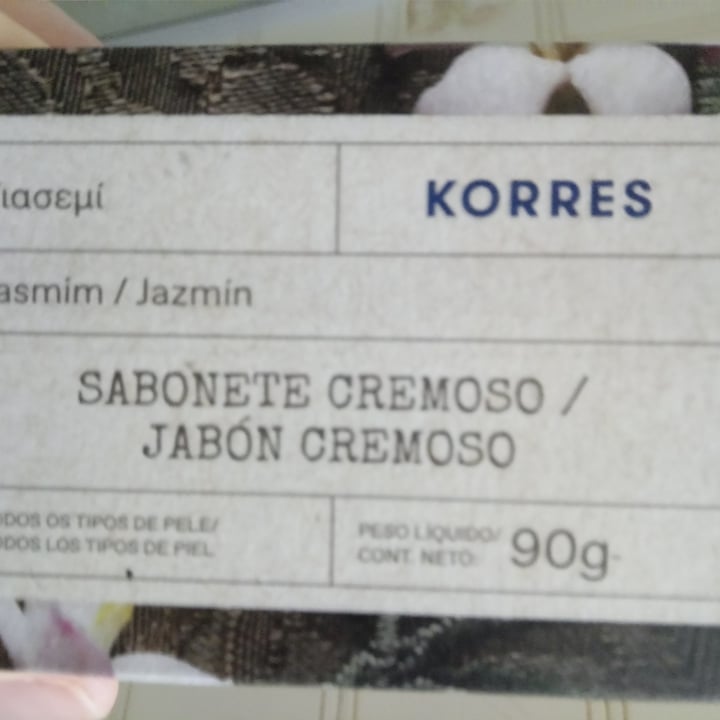 ιασεμί
KORRES
asmim / Jazmín
SABONETE CREMOSO /
JABÓN CREMOSO
ODOS OS TIPOS DE PELE/
ODOS LOS TIPOS DE PIEL
PESO LÍQUIDO/
CONT. NETO:
90g